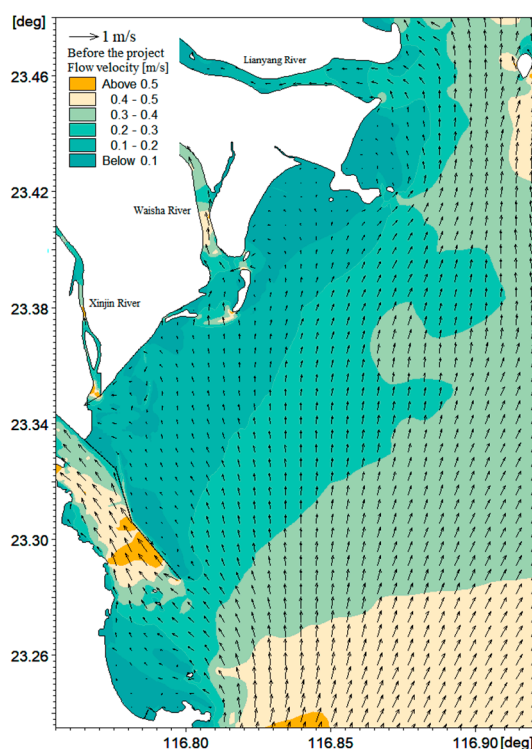 [deg]
1 m/s
Before the project
Flow velocity [m/s]
Above 0.5
0.4 - 0.5
0.3 - 0.4
0.2 - 0.3
0.1 - 0.2
Below 0.1
Lianyang River
Waisha River
Xinjin River
23.46
23.42
23.38
23.34
23.30
23.26
116.80
116.85
116.90 [deg]